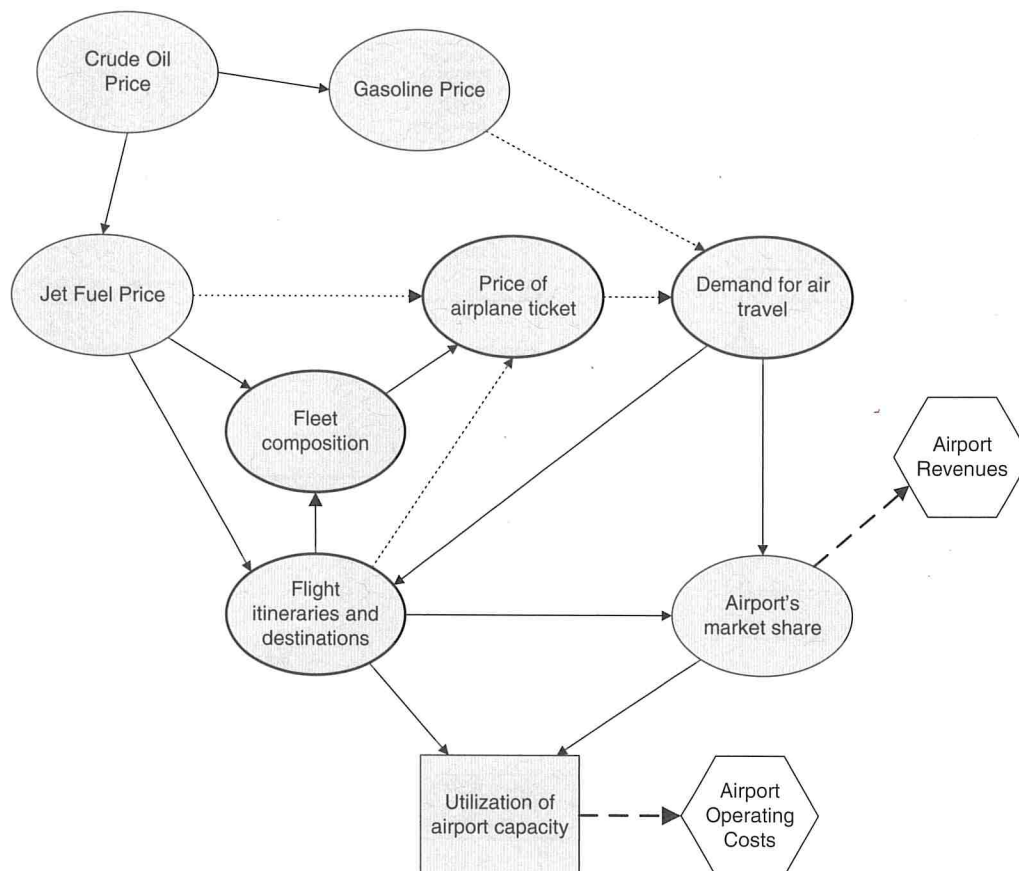 Crude Oil
Price
Gasoline Price
Jet Fuel Price
Price of
airplane ticket
Demand for air
travel
Fleet
composition
Airport
Revenues
Flight
itineraries and
destinations
Airport's
market share
Utilization of
airport capacity
Airport
Operating
Costs